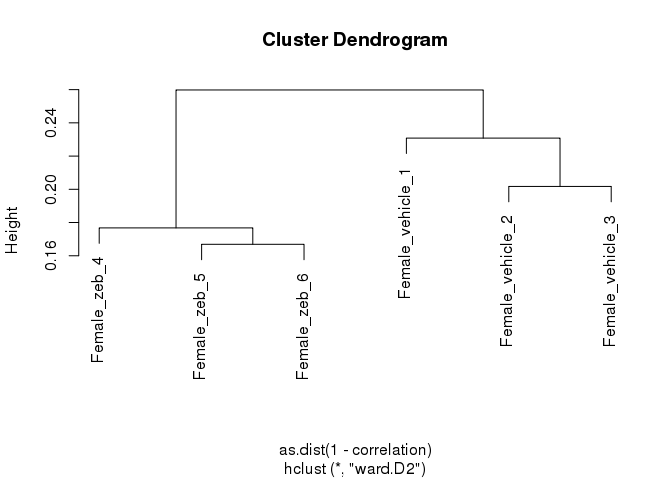 Cluster Dendrogram
Height
0.24
0.20
0.16
Female_zeb_4
Female_zeb_5
Female_zeb_6
Female_vehicle_1
Female_vehicle_2
Female_vehicle_3
as.dist(1 - correlation)
hclust (*, "ward.D2")